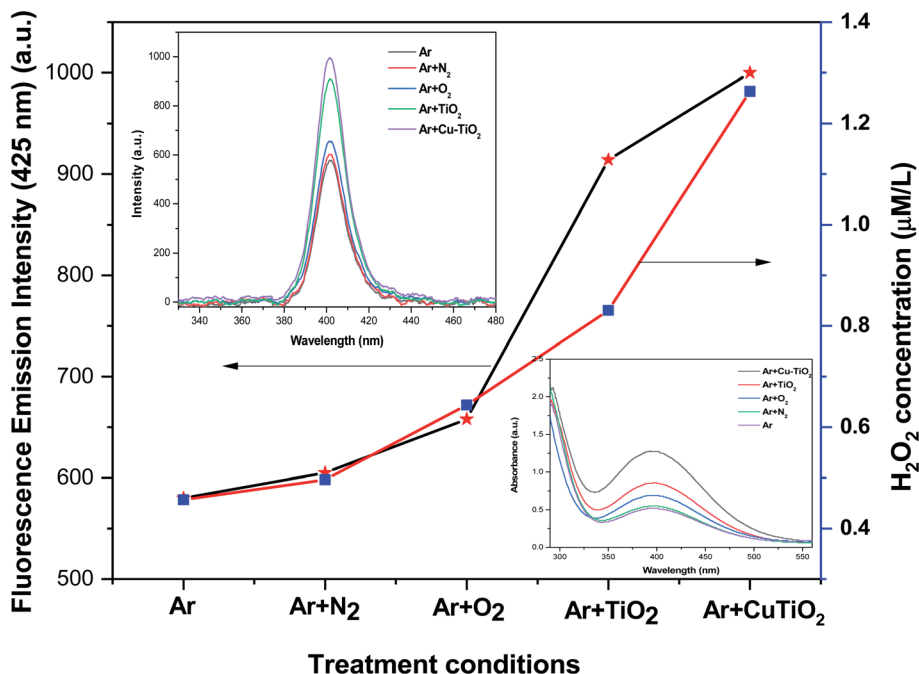 Fluorescence Emission Intensity (425 nm) (a.u.)
1000
900
800
700
600
500
1.4
1.2
1.0
0.8
0.6
0.4
H₂O₂ concentration (μM/L)
Ar
Ar+N₂
Ar+O₂
Ar+TiO₂
Ar+CuTiO₂
Treatment conditions
Intensity (a.u.)
1000
800
600
400
200
0
340
360
380
400
420
440
460
480
Wavelength (nm)
Ar
Ar+N₂
Ar+O₂
Ar+TiO₂
Ar+Cu-TiO₂
Absorbance (a.u.)
2.5
2.0
1.5
1.0
0.5
0.0
300
350
400
450
500
550
Wavelength (nm)
Ar+Cu-TiO₂
Ar+TiO₂
Ar+O₂
Ar+N₂
Ar